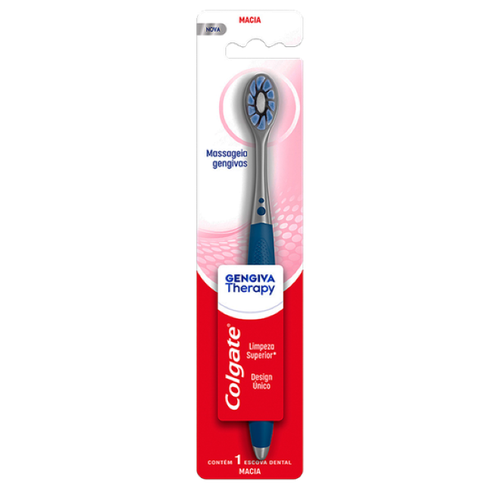 MACIA
NOVA
Massageia
gengivas
GENGIVA
Therapy
Colgate®
Limpeza
Superior*
Design
Único
CONTÉM 1 ESCOVA DENTAL
MACIA